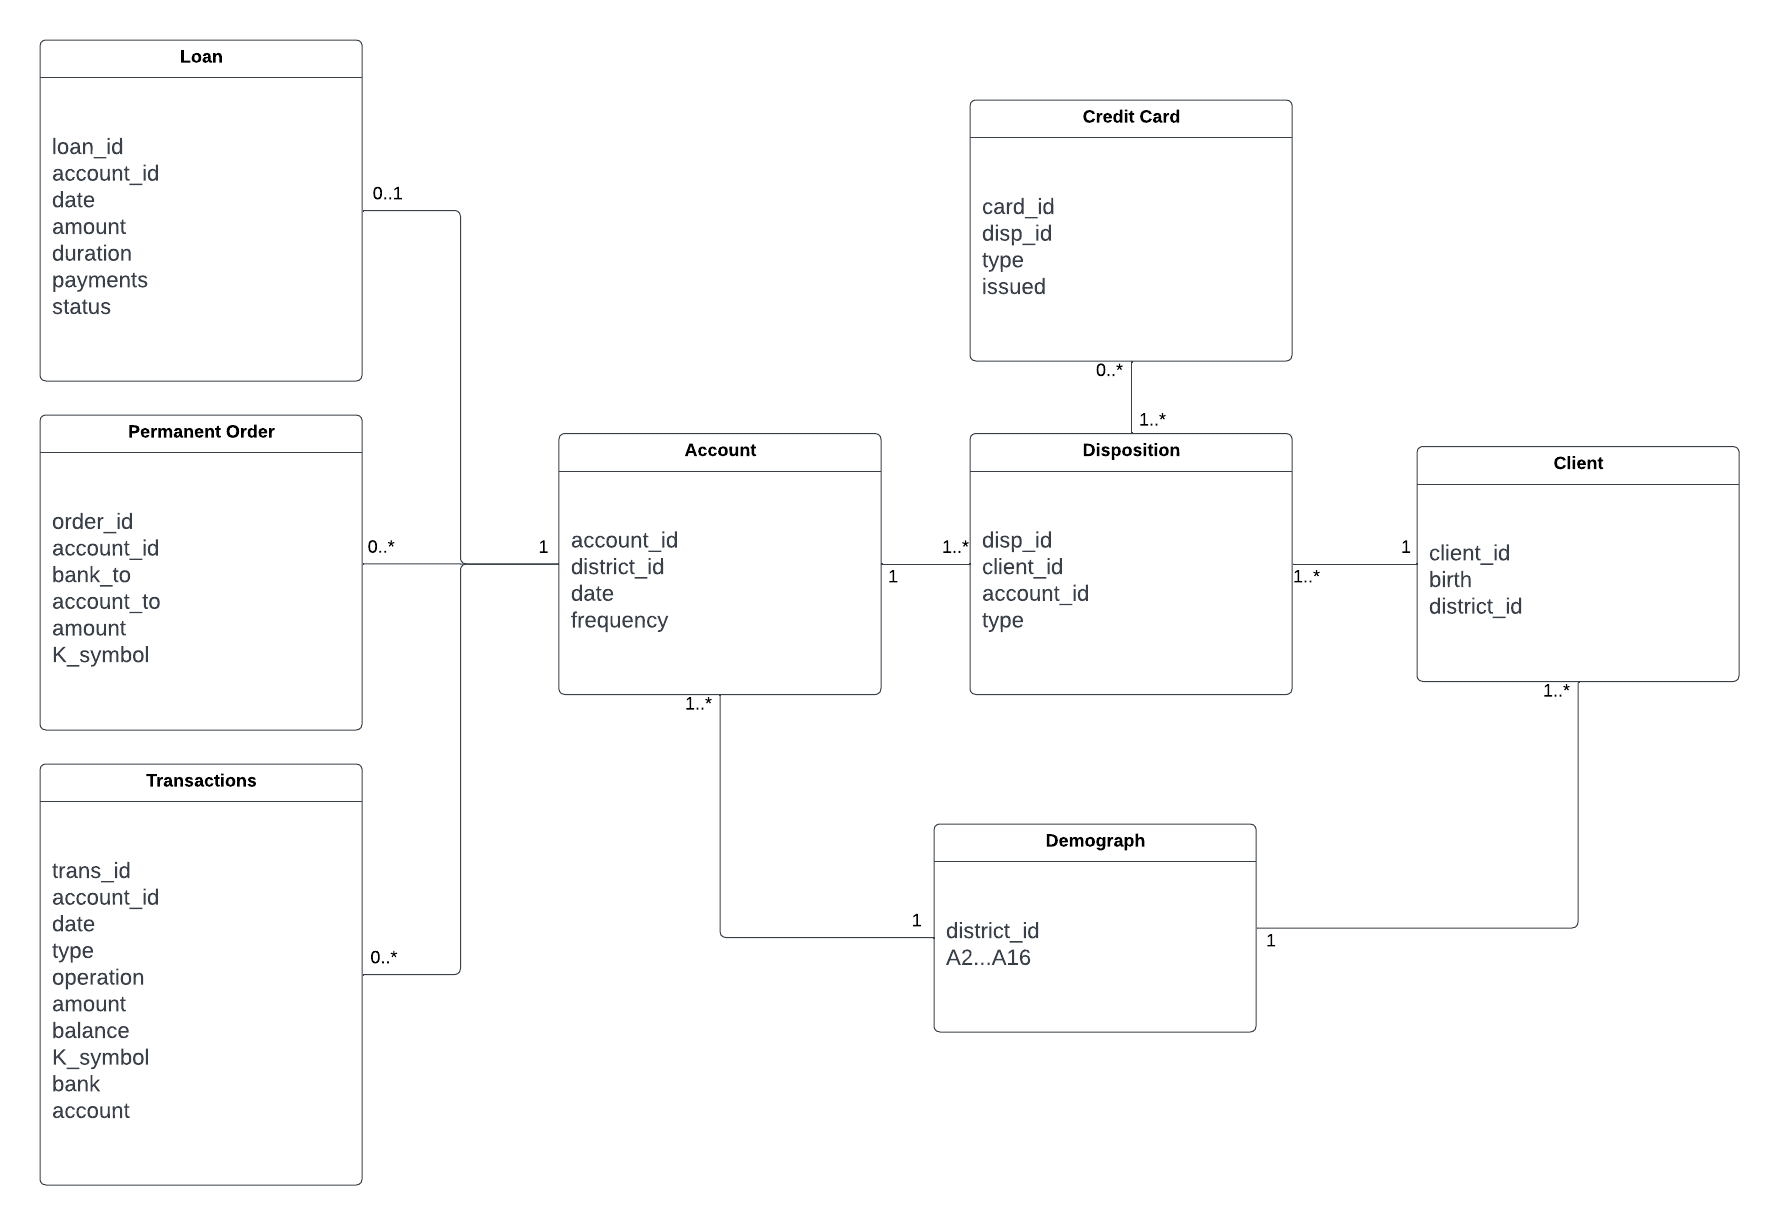 Loan
loan_id
account_id
date
amount
duration
payments
status
0..1
Permanent Order
order_id
account_id
bank_to
account_to
amount
K_symbol
0..*
Transactions
trans_id
account_id
date
type
operation
amount
balance
K_symbol
bank
account
0..*
Account
account_id
district_id
date
frequency
1
1
1..*
Credit Card
card_id
disp_id
type
issued
0..*
1..*
Disposition
disp_id
client_id
account_id
type
1..*
1..*
Client
client_id
birth
district_id
1
1..*
Demograph
district_id
A2...A16
1
1